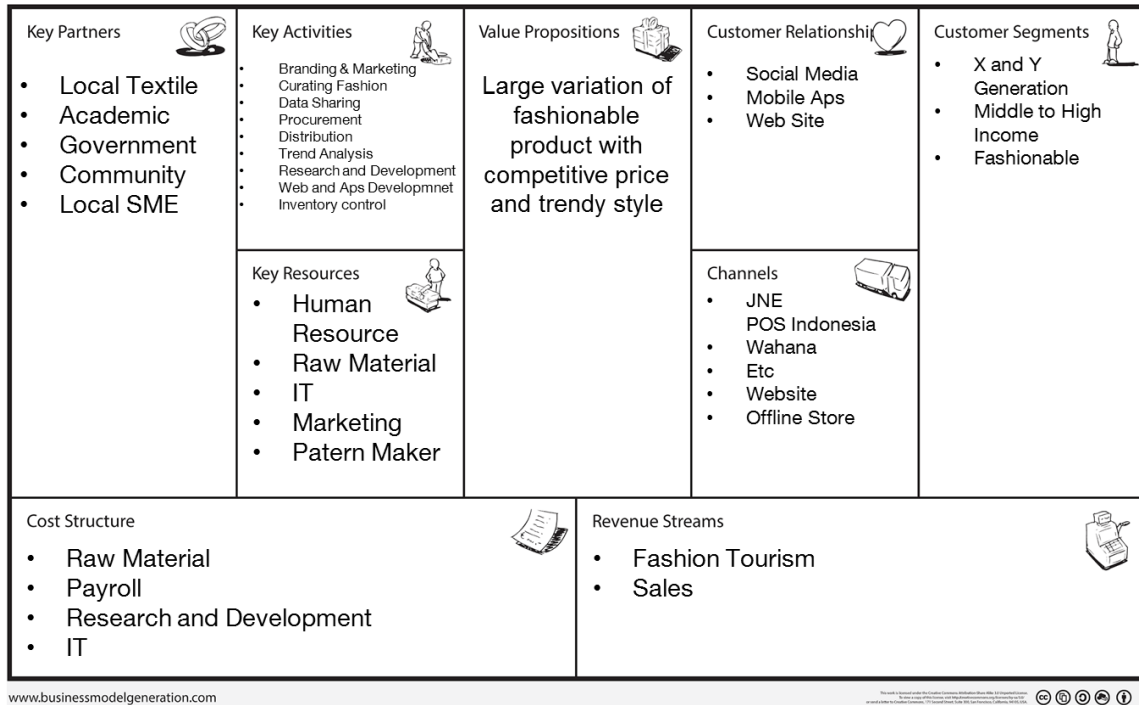 Key Partners
• Local Textile
• Academic
• Government
• Community
• Local SME
Key Activities
• Branding & Marketing
• Curating Fashion
• Data Sharing
• Procurement
• Distribution
• Trend Analysis
• Research and Development
• Web and Aps Developmnet
• Inventory control
Key Resources
• Human
Resource
• Raw Material
• IT
• Marketing
• Patern Maker
Value Propositions
Large variation of
fashionable
product with
competitive price
and trendy style
Customer Relationship
• Social Media
• Mobile Aps
• Web Site
Channels
• JNE
POS Indonesia
• Wahana
• Etc
• Website
• Offline Store
Customer Segments
• X and Y
Generation
• Middle to High
Income
• Fashionable
Cost Structure
• Raw Material
• Payroll
• Research and Development
• IT
Revenue Streams
• Fashion Tourism
• Sales
www.businessmodelgeneration.com